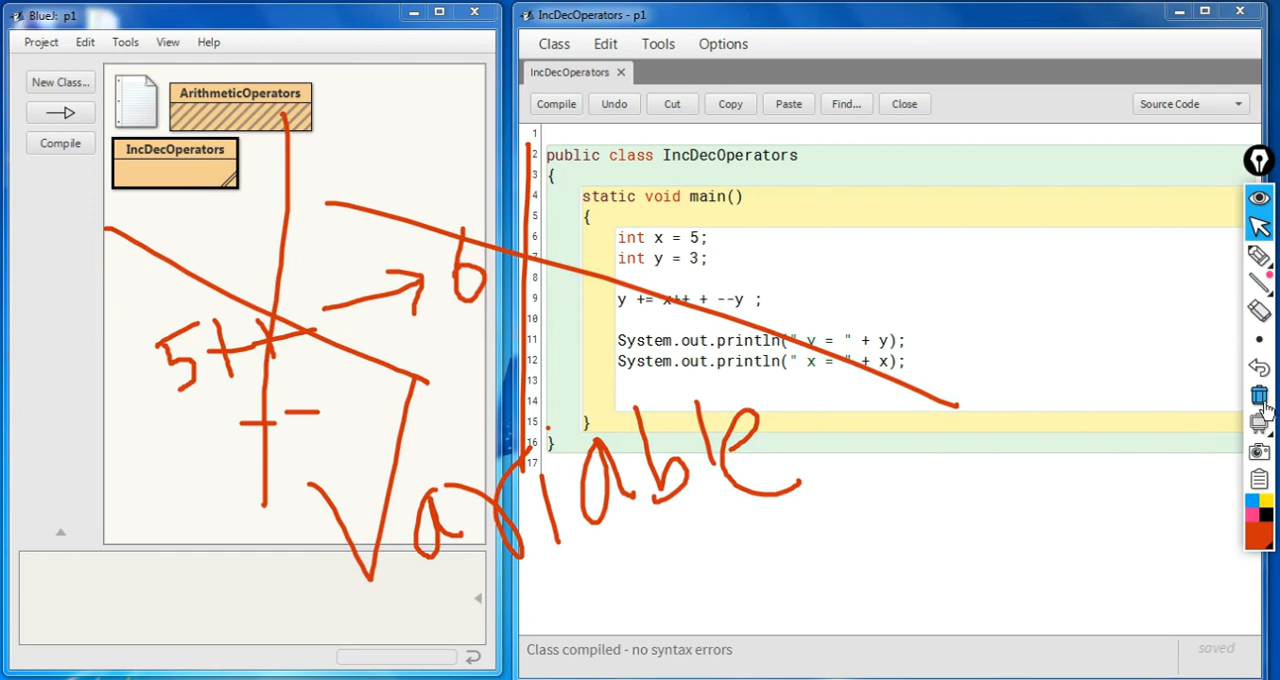 BlueJ: p1
Project Edit Tools View Help
New Class...
Compile
ArithmeticOperators
IncDecOperators
IncDecOperators - p1
Class Edit Tools Options
IncDecOperators
Compile Undo Cut Copy Paste Find... Close Source Code
1
2 public class IncDecOperators
3 {
4 static void main()
5 {
6 int x = 5;
7 int y = 3;
8
9 y += x++ + --y ;
10
11 System.out.println(" y = " + y);
12 System.out.println(" x = " + x);
13
14
15 }
16 }
17
5++
6
+ -
Variable
Class compiled - no syntax errors
saved